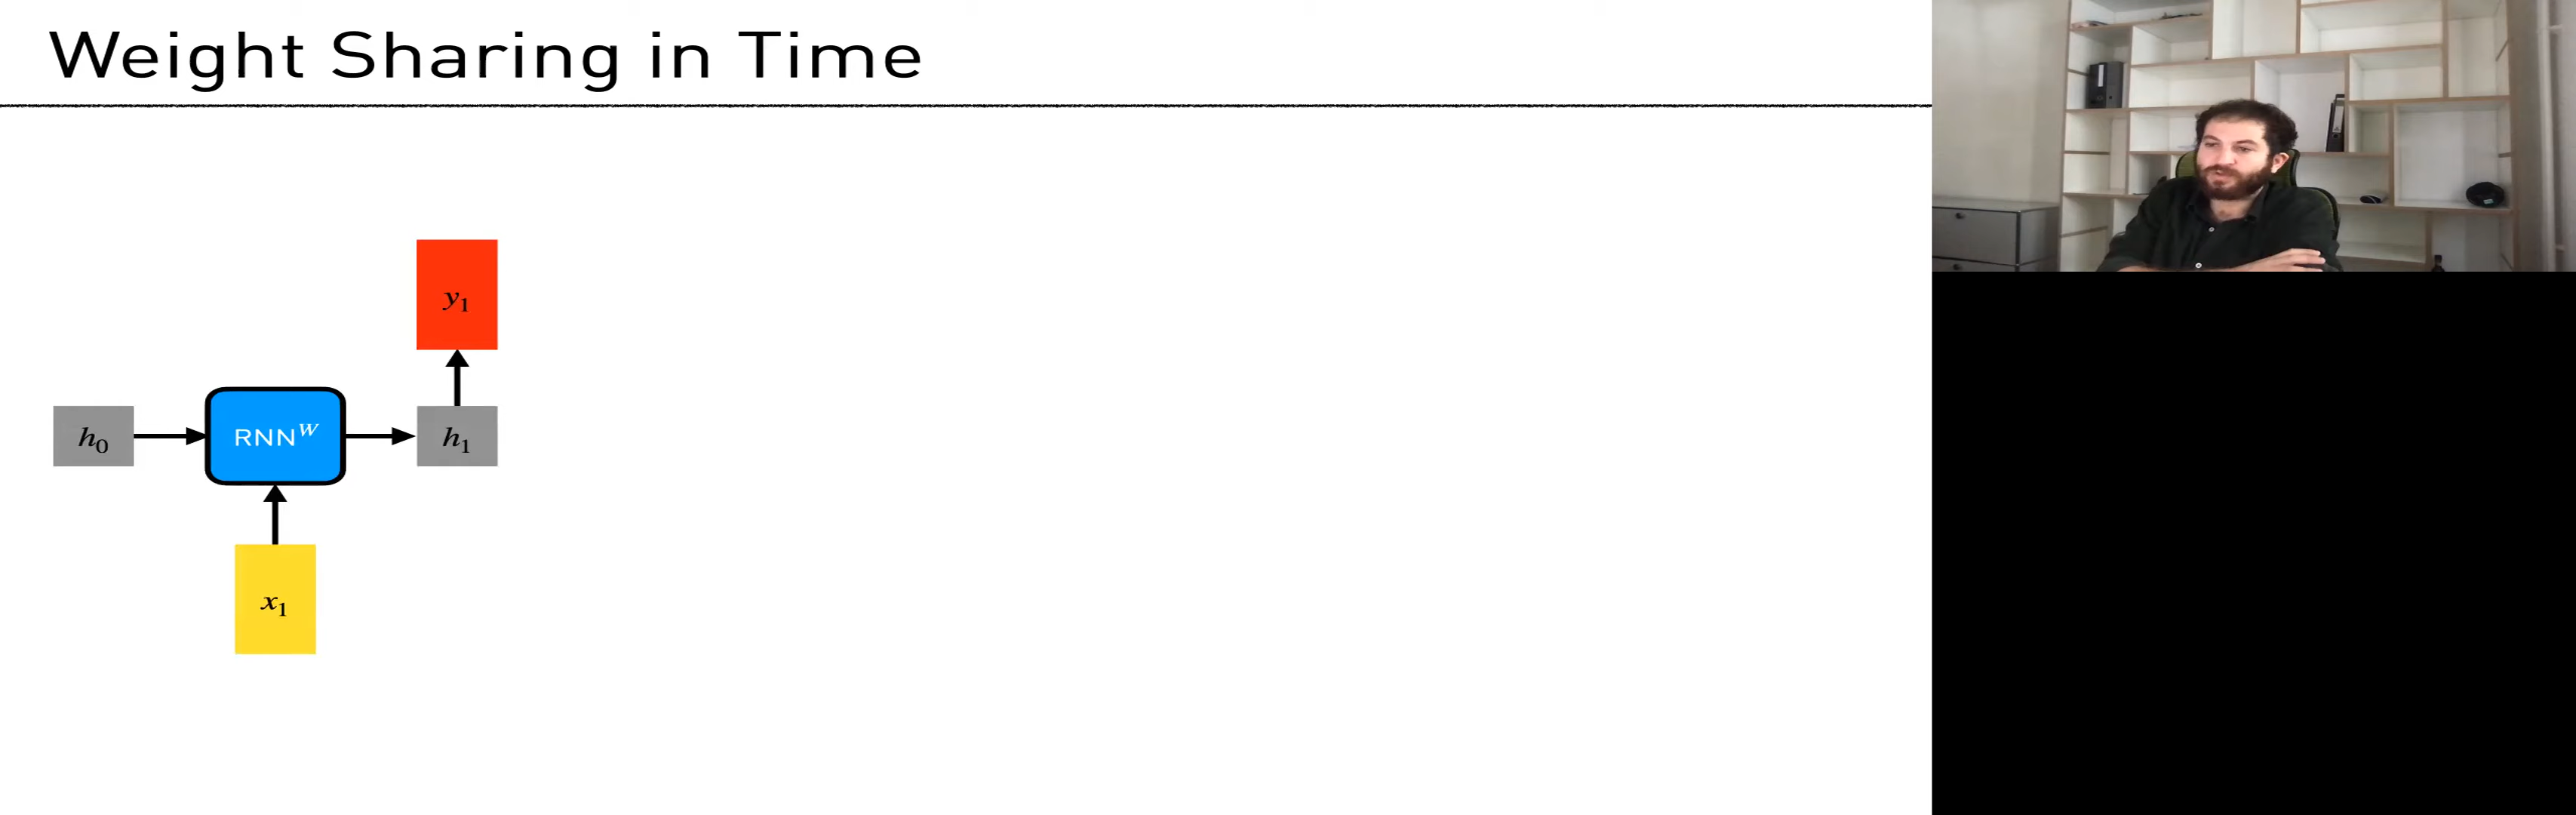 Weight Sharing in Time
y₁
h₀
RNNᵂ
h₁
x₁